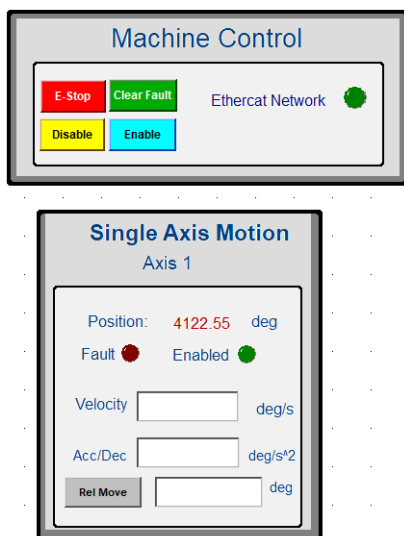 Machine Control
E-Stop Clear Fault Ethercat Network
Disable Enable
Single Axis Motion
Axis 1
Position: 4122.55 deg
Fault Enabled
Velocity deg/s
Acc/Dec deg/s^2
Rel Move deg